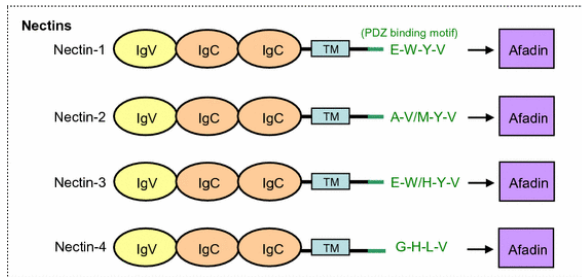 Nectins
(PDZ binding motif)
Nectin-1 IgV IgC IgC TM E-W-Y-V Afadin
Nectin-2 IgV IgC IgC TM A-V/M-Y-V Afadin
Nectin-3 IgV IgC IgC TM E-W/H-Y-V Afadin
Nectin-4 IgV IgC IgC TM G-H-L-V Afadin